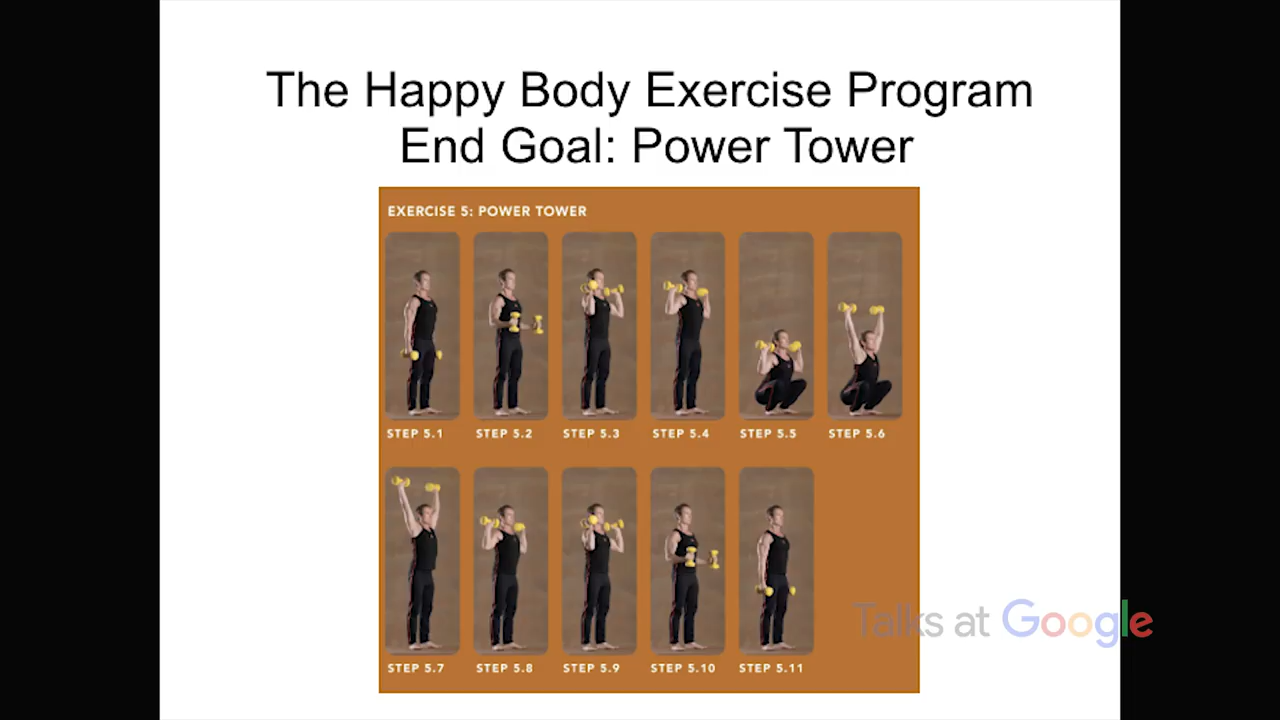 The Happy Body Exercise Program
End Goal: Power Tower
EXERCISE 5: POWER TOWER
STEP 5.1 STEP 5.2 STEP 5.3 STEP 5.4 STEP 5.5 STEP 5.6
STEP 5.7 STEP 5.8 STEP 5.9 STEP 5.10 STEP 5.11
Talks at Google